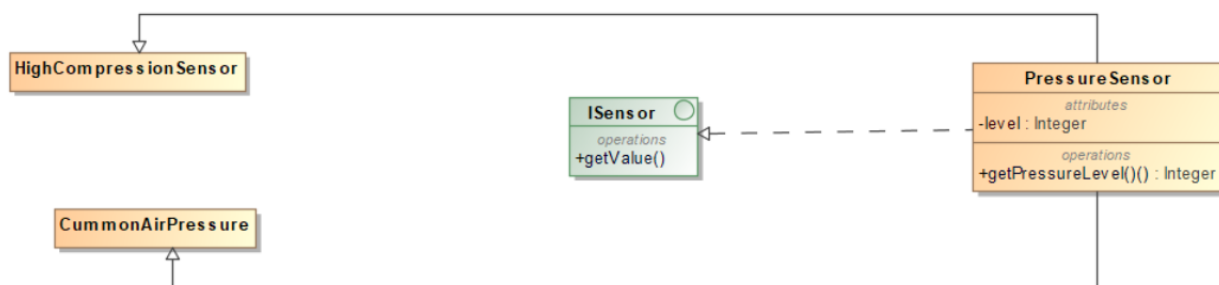 HighCompressionSensor
ISensor
operations
+getValue()
PressureSensor
attributes
-level : Integer
operations
+getPressureLevel()() : Integer
CummonAirPressure